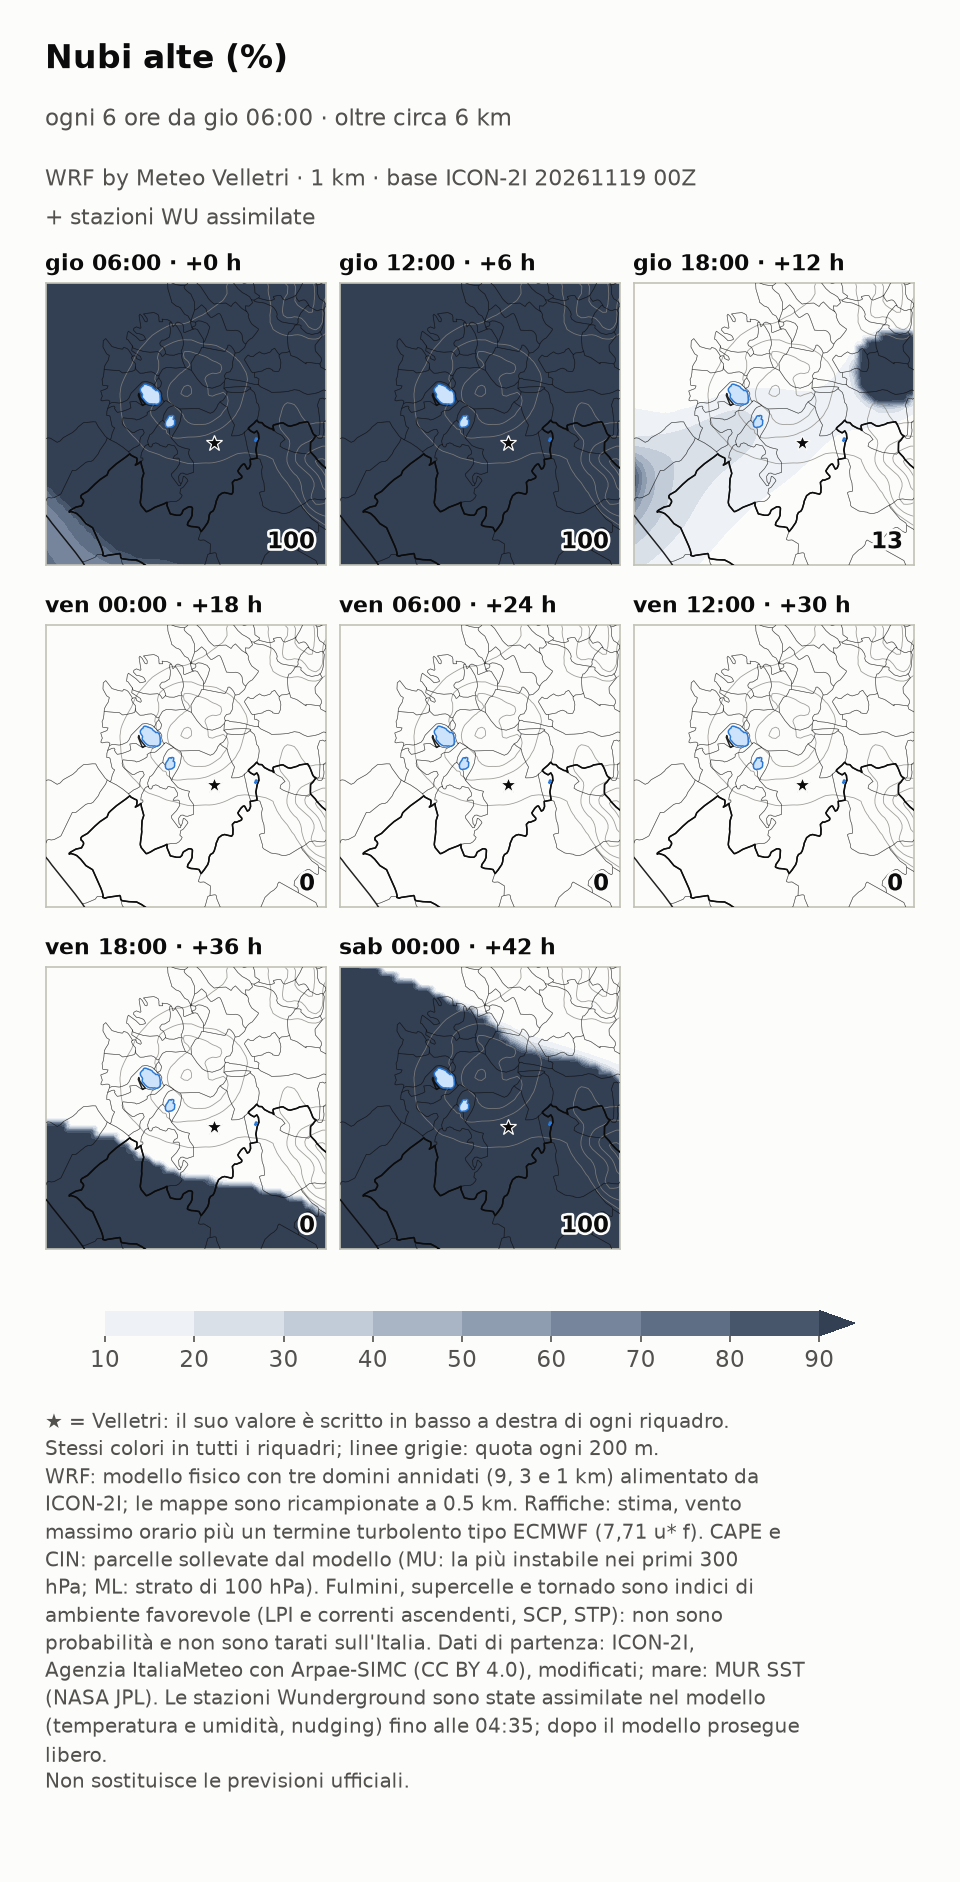 Nubi alte (%)
ogni 6 ore da gio 06:00 · oltre circa 6 km
WRF by Meteo Velletri · 1 km · base ICON-2I 20261119 00Z
+ stazioni WU assimilate
gio 06:00 · +0 h
gio 12:00 · +6 h
gio 18:00 · +12 h
100
100
13
ven 00:00 · +18 h
ven 06:00 · +24 h
ven 12:00 · +30 h
0
0
0
ven 18:00 · +36 h
sab 00:00 · +42 h
0
100
10 20 30 40 50 60 70 80 90
★ = Velletri: il suo valore è scritto in basso a destra di ogni riquadro.
Stessi colori in tutti i riquadri; linee grigie: quota ogni 200 m.
WRF: modello fisico con tre domini annidati (9, 3 e 1 km) alimentato da
ICON-2I; le mappe sono ricampionate a 0.5 km. Raffiche: stima, vento
massimo orario più un termine turbolento tipo ECMWF (7,71 u* f). CAPE e
CIN: parcelle sollevate dal modello (MU: la più instabile nei primi 300
hPa; ML: strato di 100 hPa). Fulmini, supercelle e tornado sono indici di
ambiente favorevole (LPI e correnti ascendenti, SCP, STP): non sono
probabilità e non sono tarati sull'Italia. Dati di partenza: ICON-2I,
Agenzia ItaliaMeteo con Arpae-SIMC (CC BY 4.0), modificati; mare: MUR SST
(NASA JPL). Le stazioni Wunderground sono state assimilate nel modello
(temperatura e umidità, nudging) fino alle 04:35; dopo il modello prosegue
libero.
Non sostituisce le previsioni ufficiali.